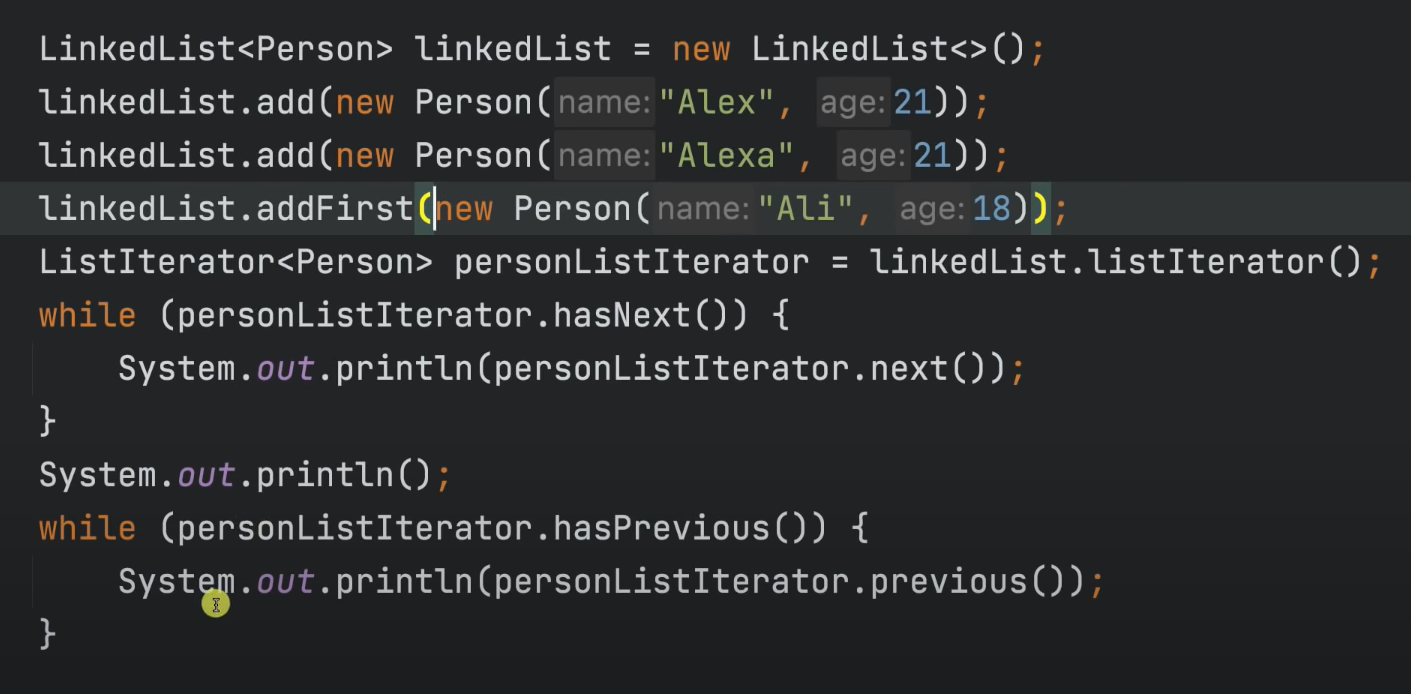 LinkedList<Person> linkedList = new LinkedList<>();
linkedList.add(new Person( name: "Alex", age: 21));
linkedList.add(new Person( name: "Alexa", age: 21));
linkedList.addFirst(new Person( name: "Ali", age: 18));
ListIterator<Person> personListIterator = linkedList.listIterator();
while (personListIterator.hasNext()) {
    System.out.println(personListIterator.next());
}
System.out.println();
while (personListIterator.hasPrevious()) {
    System.out.println(personListIterator.previous());
}